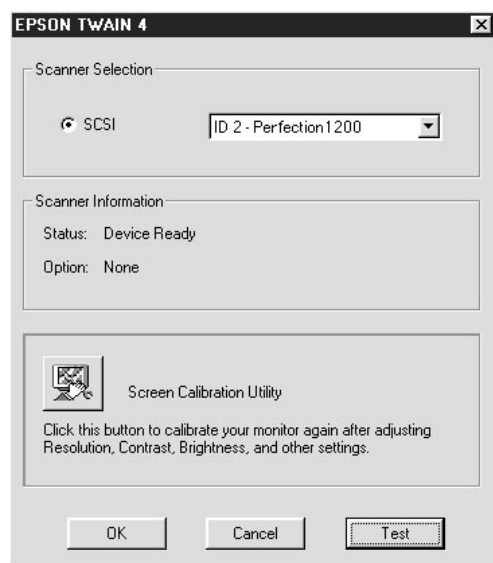 EPSON TWAIN 4
Scanner Selection
SCSI
ID 2 - Perfection1200
Scanner Information
Status: Device Ready
Option: None
Screen Calibration Utility
Click this button to calibrate your monitor again after adjusting
Resolution, Contrast, Brightness, and other settings.
OK Cancel Test